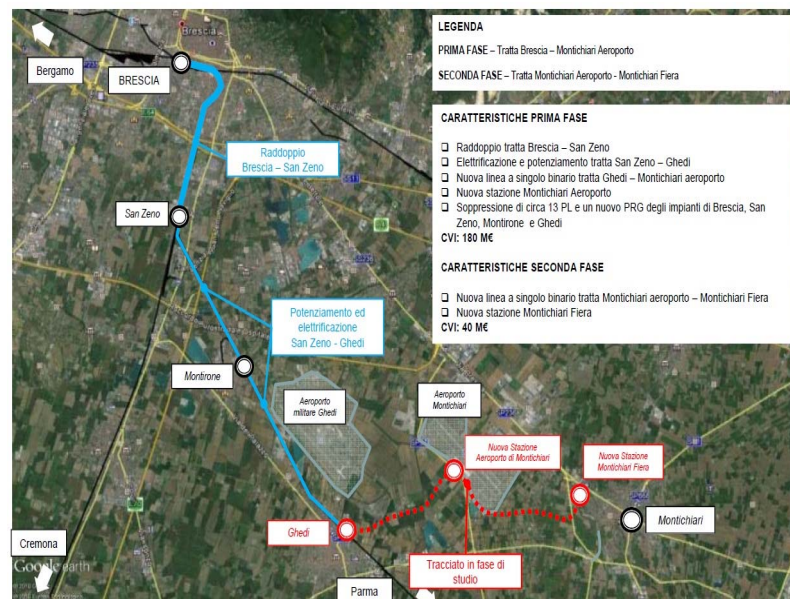 LEGENDA
PRIMA FASE – Tratta Brescia – Montichiari Aeroporto
SECONDA FASE – Tratta Montichiari Aeroporto - Montichiari Fiera
CARATTERISTICHE PRIMA FASE
Raddoppio tratta Brescia – San Zeno
Elettrificazione e potenziamento tratta San Zeno – Ghedi
Nuova linea a singolo binario tratta Ghedi – Montichiari aeroporto
Nuova stazione Montichiari Aeroporto
Soppressione di circa 13 PL e un nuovo PRG degli impianti di Brescia, San
Zeno, Montirone e Ghedi
CVI: 180 M€
CARATTERISTICHE SECONDA FASE
Nuova linea a singolo binario tratta Montichiari aeroporto – Montichiari Fiera
Nuova stazione Montichiari Fiera
CVI: 40 M€
Brescia
Bergamo
BRESCIA
Raddoppio
Brescia – San Zeno
San Zeno
Potenziamento ed
elettrificazione
San Zeno - Ghedi
Montirone
Aeroporto
militare Ghedi
Aeroporto
Montichiari
Nuova Stazione
Aeroporto di Montichiari
Nuova Stazione
Montichiari Fiera
Ghedi
Montichiari
Tracciato in fase di
studio
Cremona
Google earth
Parma